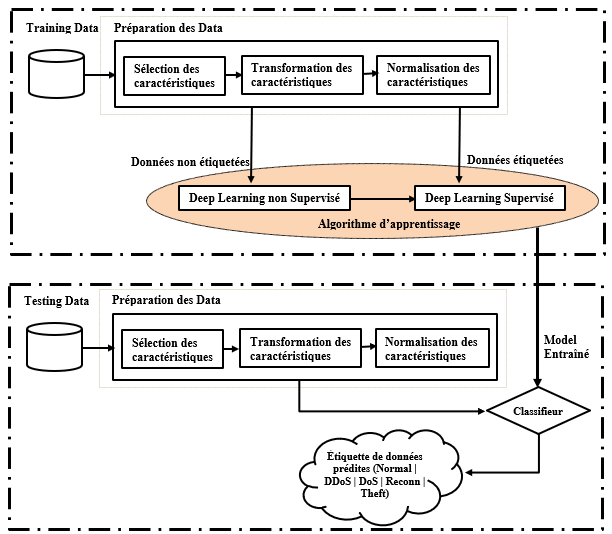 Training Data
Préparation des Data
Sélection des
caractéristiques
Transformation des
caractéristiques
Normalisation des
caractéristiques
Données non étiquetées
Données étiquetées
Deep Learning non Supervisé
Deep Learning Supervisé
Algorithme d'apprentissage
Testing Data
Préparation des Data
Sélection des
caractéristiques
Transformation des
caractéristiques
Normalisation des
caractéristiques
Model
Entraîné
Classifieur
Étiquette de données
prédites (Normal |
DDoS | DoS | Reconn |
Theft)